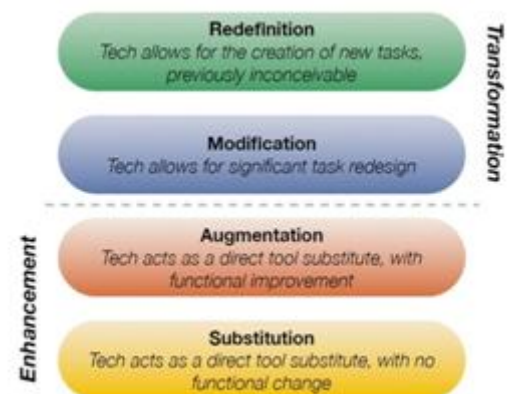 Redefinition
Tech allows for the creation of new tasks,
previously inconceivable
Transformation
Modification
Tech allows for significant task redesign
Augmentation
Tech acts as a direct tool substitute, with
functional improvement
Enhancement
Substitution
Tech acts as a direct tool substitute, with no
functional change